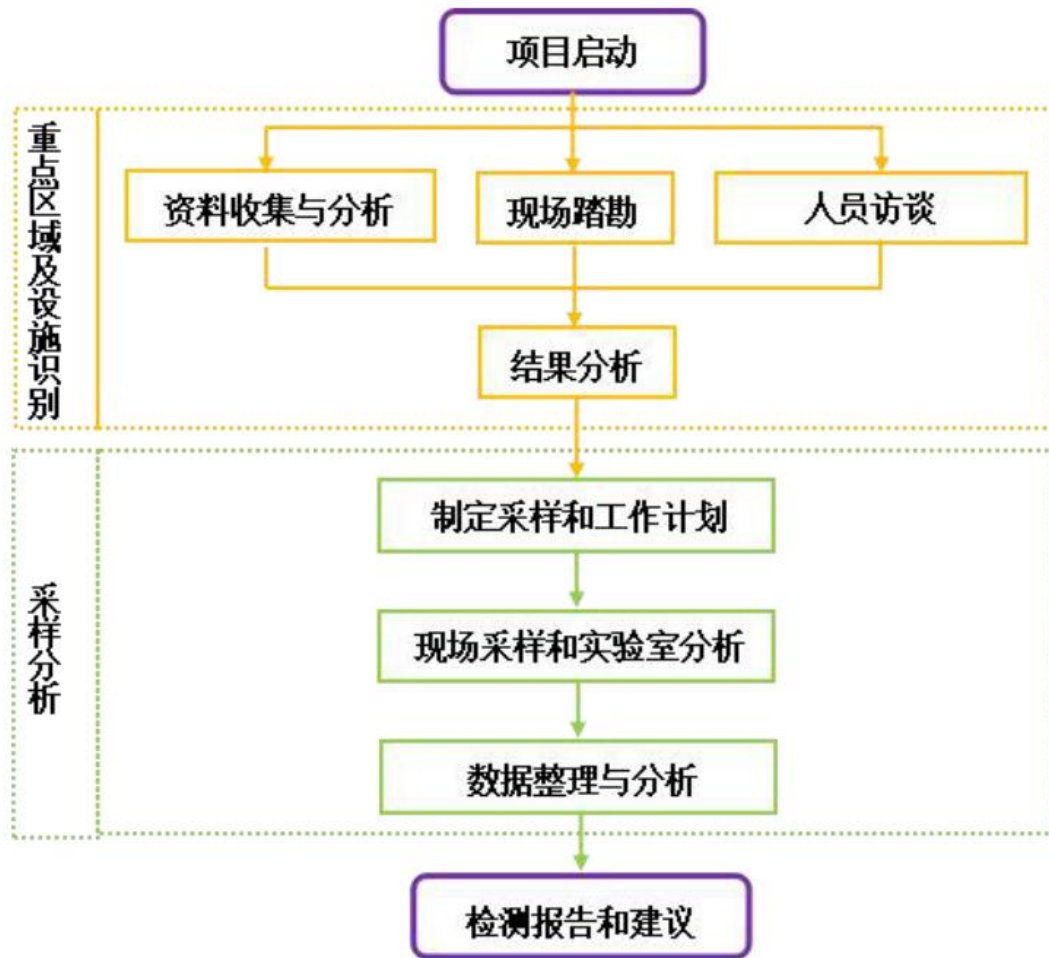 项目启动
重点区域及设施识别
资料收集与分析
现场踏勘
人员访谈
结果分析
采样分析
制定采样和工作计划
现场采样和实验室分析
数据整理与分析
检测报告和建议